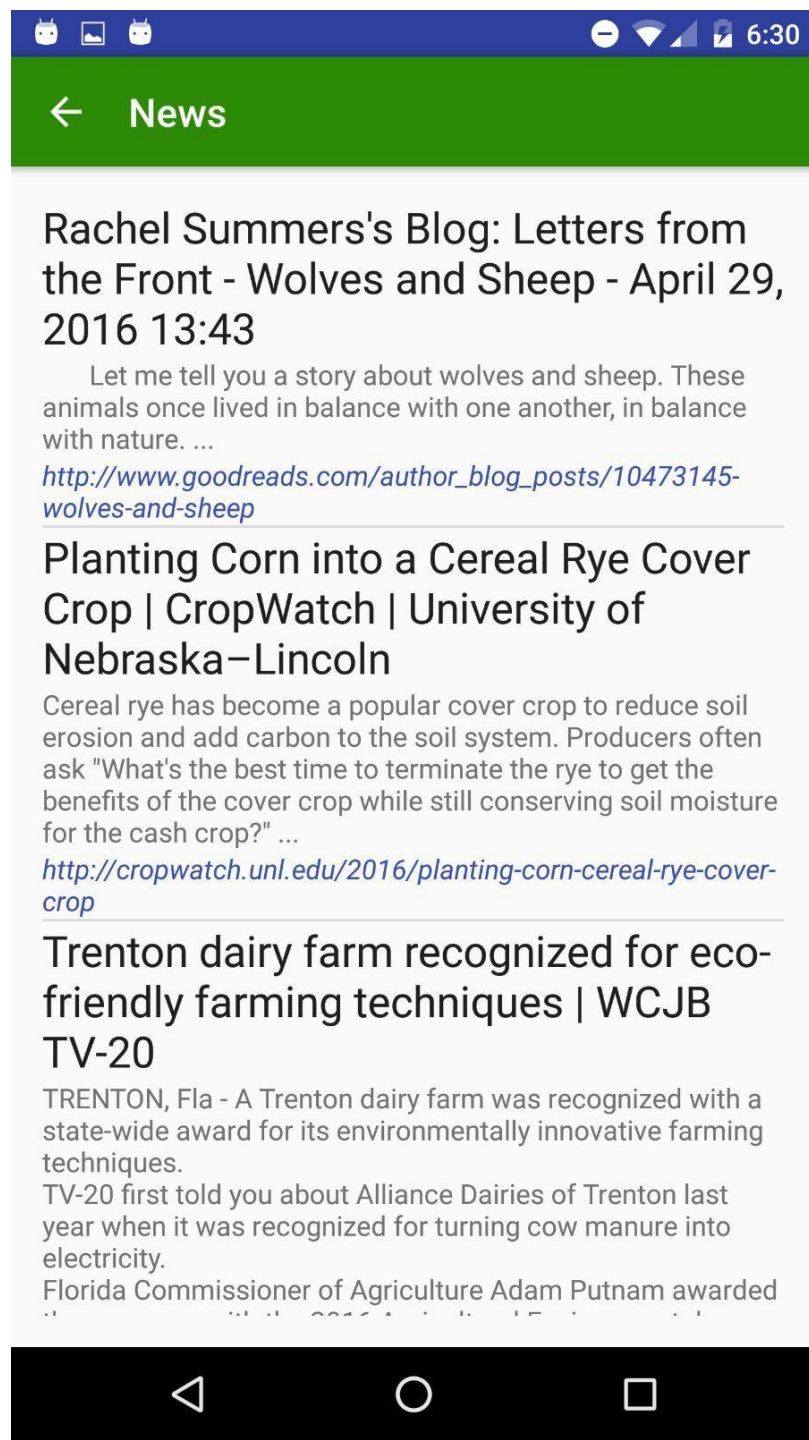 6:30
News
Rachel Summers's Blog: Letters from
the Front - Wolves and Sheep - April 29,
2016 13:43
Let me tell you a story about wolves and sheep. These
animals once lived in balance with one another, in balance
with nature. ...
http://www.goodreads.com/author_blog_posts/10473145-
wolves-and-sheep
Planting Corn into a Cereal Rye Cover
Crop | CropWatch | University of
Nebraska–Lincoln
Cereal rye has become a popular cover crop to reduce soil
erosion and add carbon to the soil system. Producers often
ask "What's the best time to terminate the rye to get the
benefits of the cover crop while still conserving soil moisture
for the cash crop?" ...
http://cropwatch.unl.edu/2016/planting-corn-cereal-rye-cover-
crop
Trenton dairy farm recognized for eco-
friendly farming techniques | WCJB
TV-20
TRENTON, Fla - A Trenton dairy farm was recognized with a
state-wide award for its environmentally innovative farming
techniques.
TV-20 first told you about Alliance Dairies of Trenton last
year when it was recognized for turning cow manure into
electricity.
Florida Commissioner of Agriculture Adam Putnam awarded